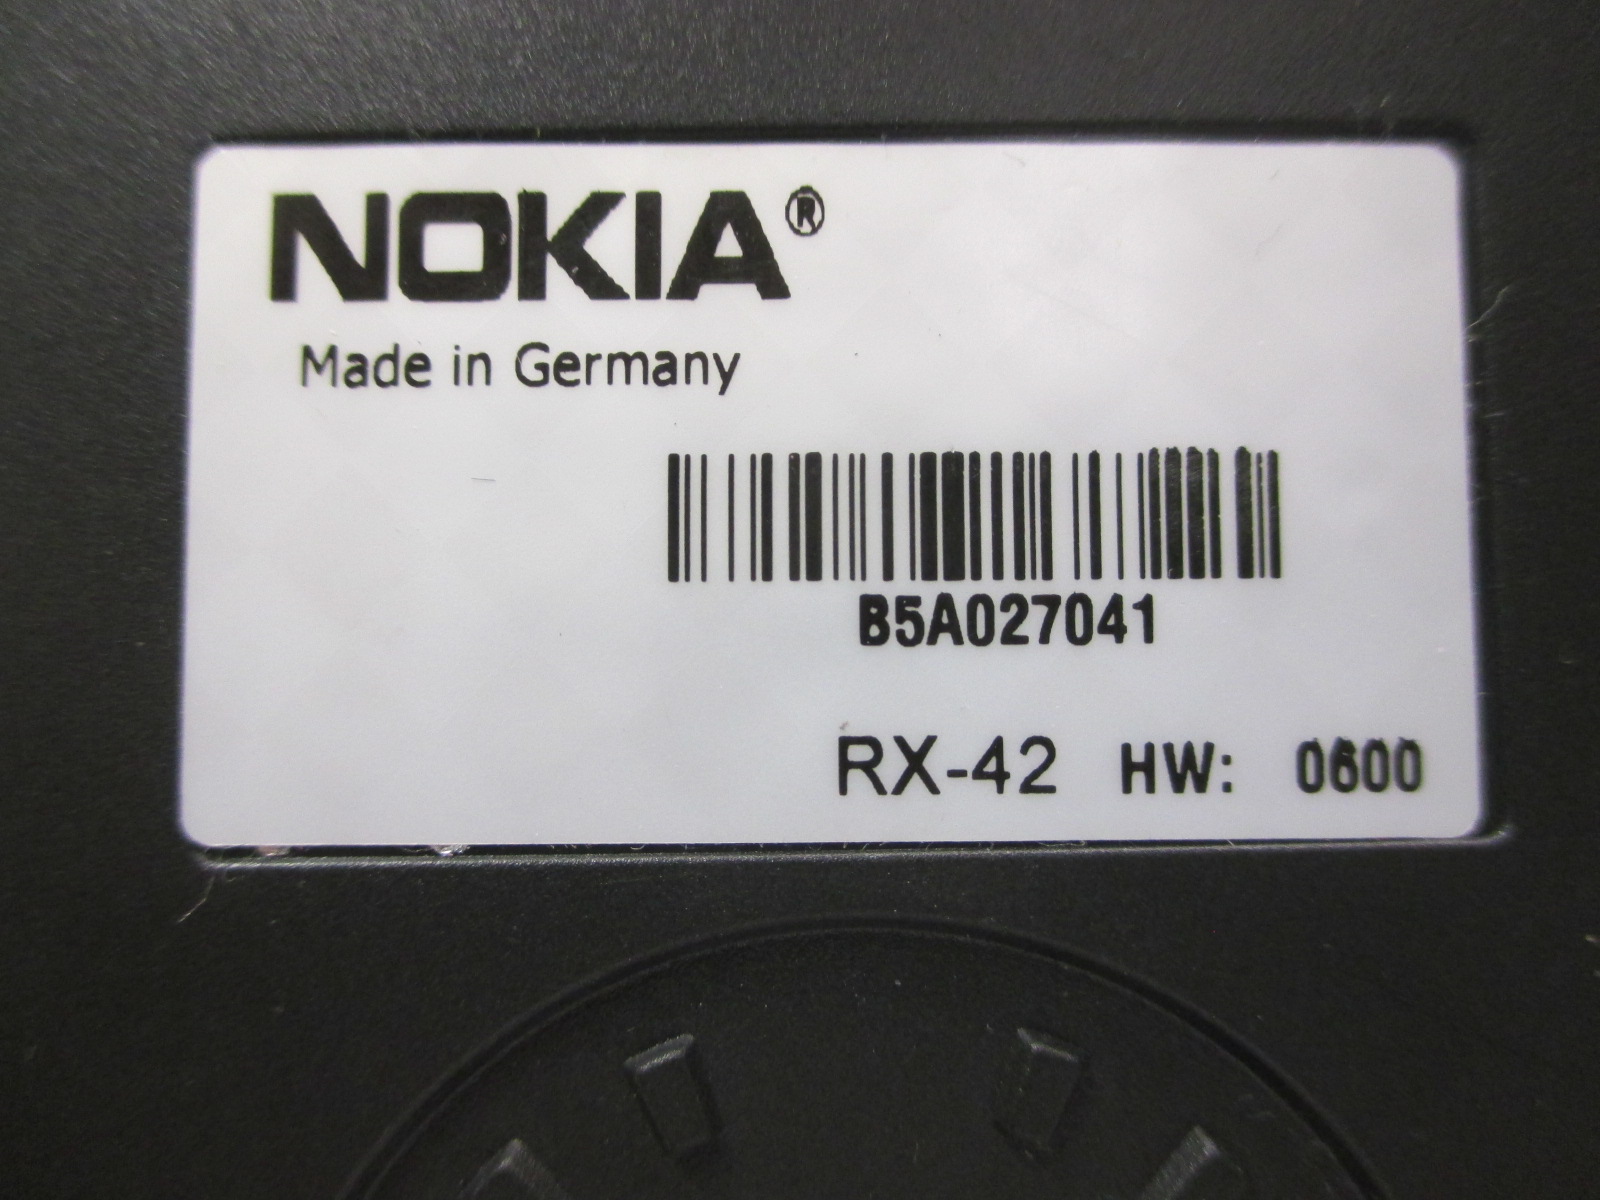 NOKIA®
Made in Germany
B5A027041
RX-42 HW: 0600